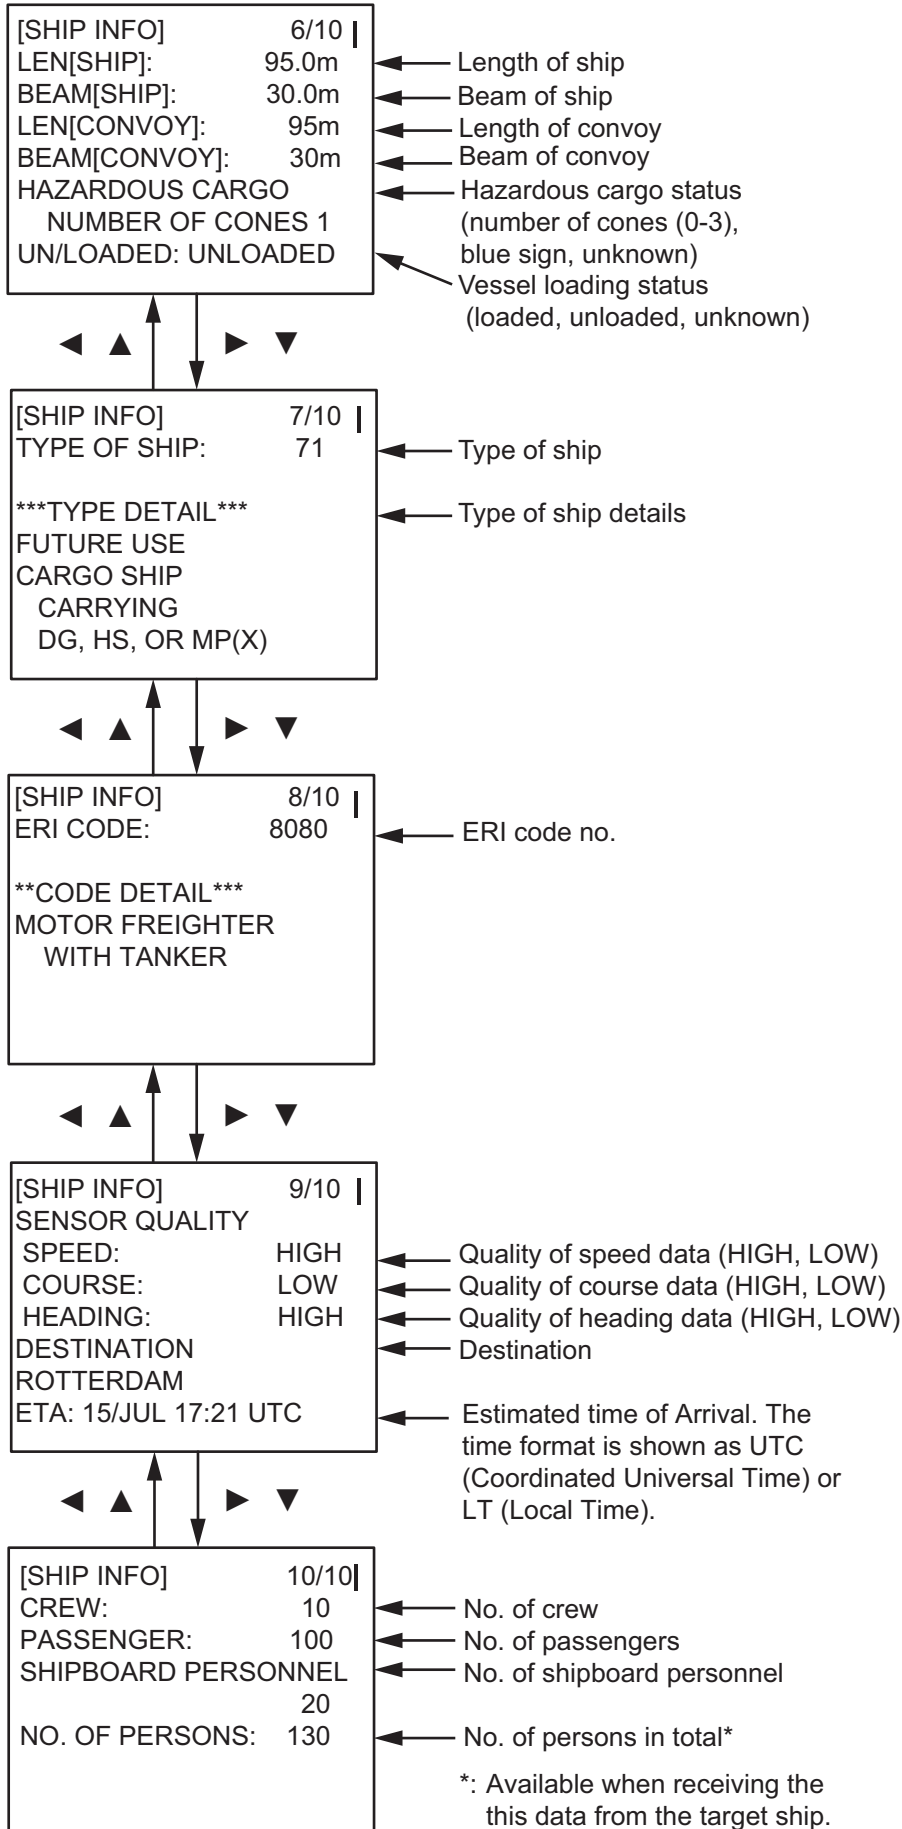 [SHIP INFO] 6/10
LEN[SHIP]: 95.0m
Length of ship
BEAM[SHIP]: 30.0m
Beam of ship
LEN[CONVOY]: 95m
Length of convoy
BEAM[CONVOY]: 30m
Beam of convoy
HAZARDOUS CARGO
NUMBER OF CONES 1
Hazardous cargo status
(number of cones (0-3),
blue sign, unknown)
UN/LOADED: UNLOADED
Vessel loading status
(loaded, unloaded, unknown)
◄ ▲ ► ▼
[SHIP INFO] 7/10
TYPE OF SHIP: 71
Type of ship
***TYPE DETAIL***
Type of ship details
FUTURE USE
CARGO SHIP
CARRYING
DG, HS, OR MP(X)
◄ ▲ ► ▼
[SHIP INFO] 8/10
ERI CODE: 8080
ERI code no.
**CODE DETAIL***
MOTOR FREIGHTER
WITH TANKER
◄ ▲ ► ▼
[SHIP INFO] 9/10
SENSOR QUALITY
SPEED: HIGH
Quality of speed data (HIGH, LOW)
COURSE: LOW
Quality of course data (HIGH, LOW)
HEADING: HIGH
Quality of heading data (HIGH, LOW)
DESTINATION
Destination
ROTTERDAM
ETA: 15/JUL 17:21 UTC
Estimated time of Arrival. The
time format is shown as UTC
(Coordinated Universal Time) or
LT (Local Time).
◄ ▲ ► ▼
[SHIP INFO] 10/10
CREW: 10
No. of crew
PASSENGER: 100
No. of passengers
SHIPBOARD PERSONNEL
No. of shipboard personnel
20
NO. OF PERSONS: 130
No. of persons in total*
*: Available when receiving the
this data from the target ship.